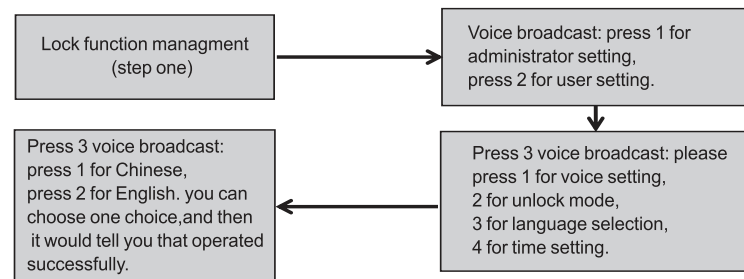 Lock function managment
(step one)
Voice broadcast: press 1 for
administrator setting,
press 2 for user setting.
Press 3 voice broadcast: please
press 1 for voice setting,
2 for unlock mode,
3 for language selection,
4 for time setting.
Press 3 voice broadcast:
press 1 for Chinese,
press 2 for English. you can
choose one choice,and then
it would tell you that operated
successfully.